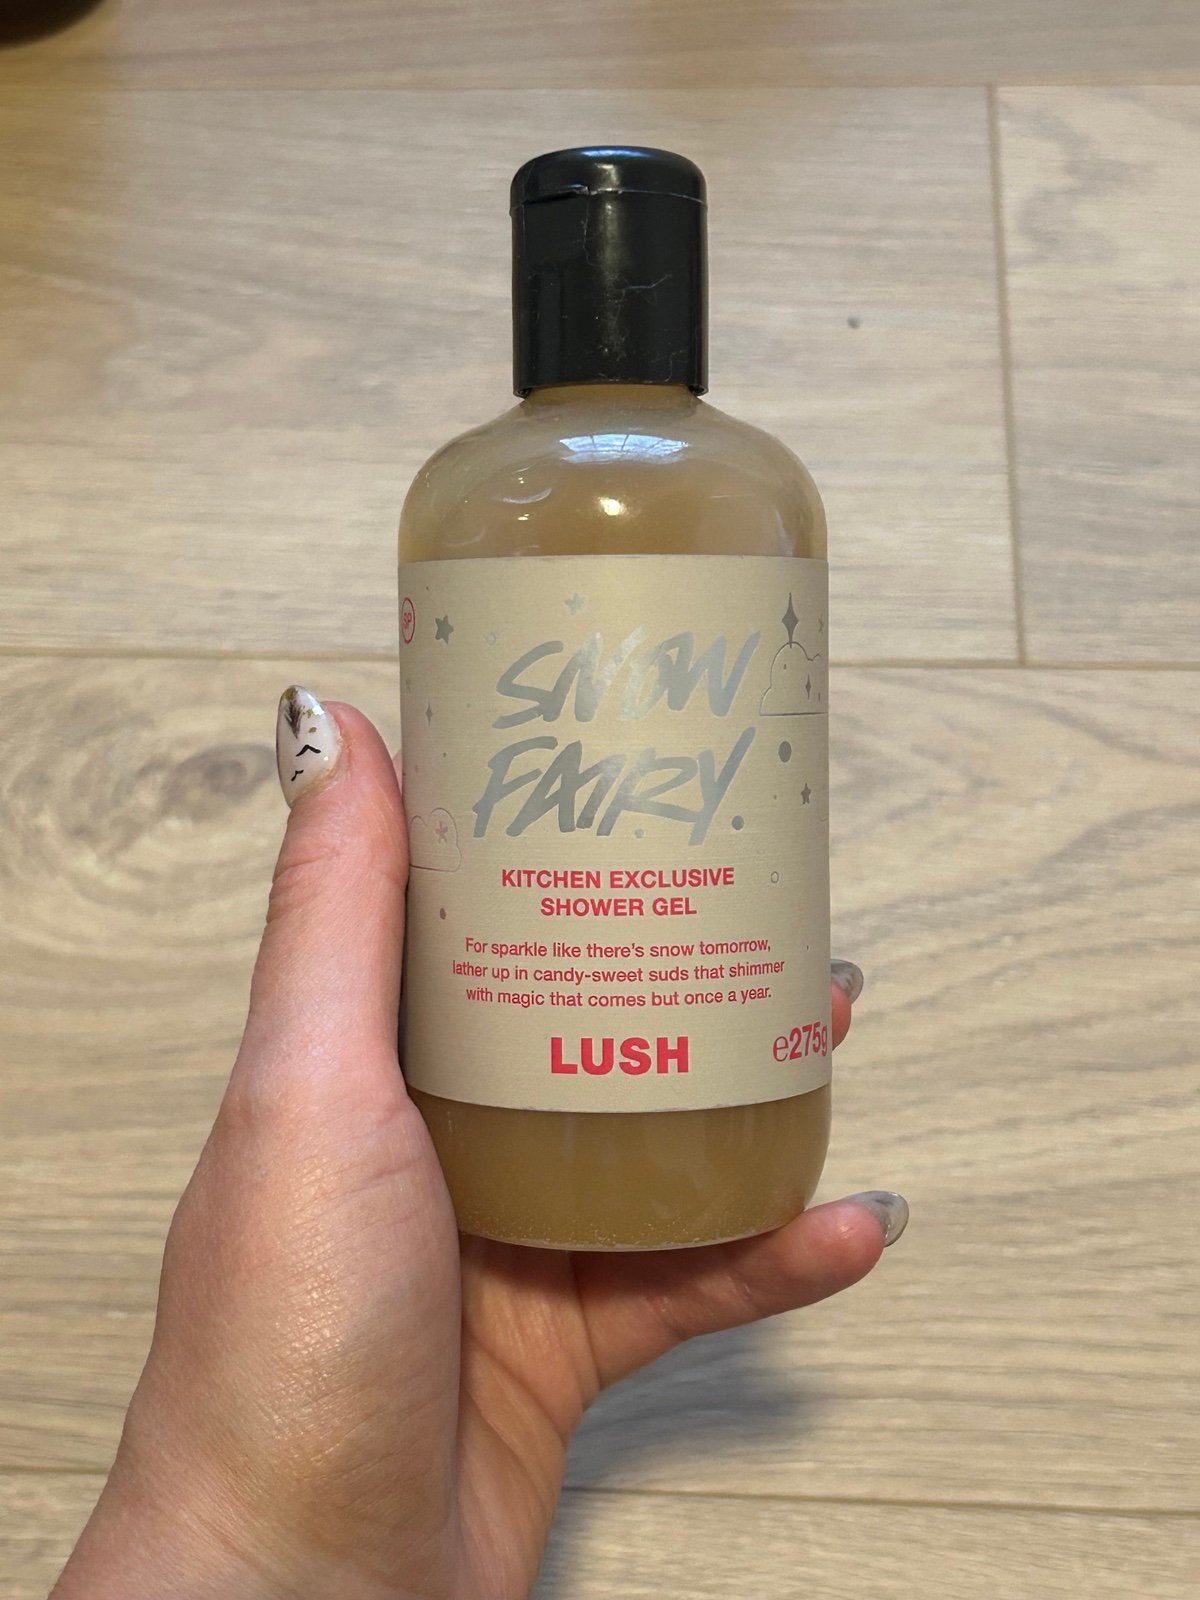 SP
SNOW
FAIRY.
KITCHEN EXCLUSIVE
SHOWER GEL
For sparkle like there's snow tomorrow,
lather up in candy-sweet suds that shimmer
with magic that comes but once a year.
LUSH
℮275g